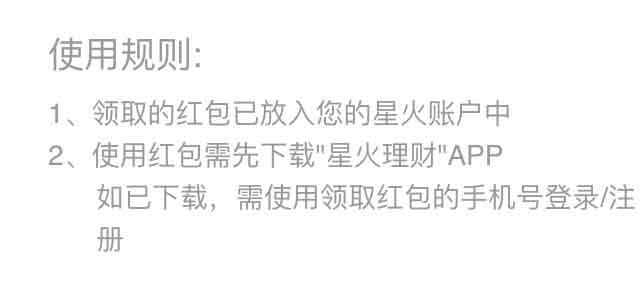 使用规则:
1、领取的红包已放入您的星火账户中
2、使用红包需先下载"星火理财"APP
如已下载，需使用领取红包的手机号登录/注
册